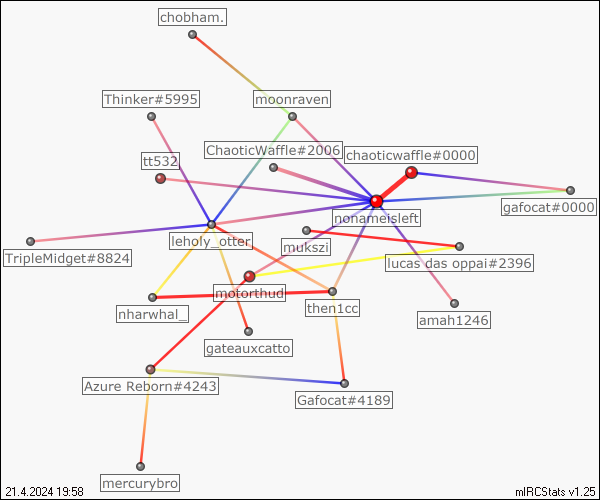 chobham.
Thinker#5995
moonraven
ChaoticWaffle#2006
chaoticwaffle#0000
tt532
gafocat#0000
nonameisleft
leholy_otter
mukszi
TripleMidget#8824
lucas das oppai#2396
motorthud
nharwhal_
then1cc
amah1246
gateauxcatto
Azure Reborn#4243
Gafocat#4189
mercurybro
21.4.2024 19:58
mIRCStats v1.25